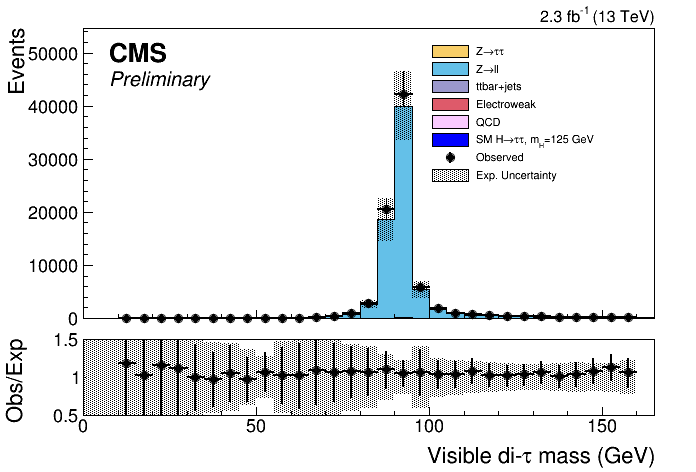 2.3 fb⁻¹ (13 TeV)
Events
CMS
Preliminary
Z→ττ
Z→ll
ttbar+jets
Electroweak
QCD
SM H→ττ, m_H=125 GeV
Observed
Exp. Uncertainty
50000
40000
30000
20000
10000
0
Obs/Exp
1.5
1
0.5
0 50 100 150
Visible di-τ mass (GeV)